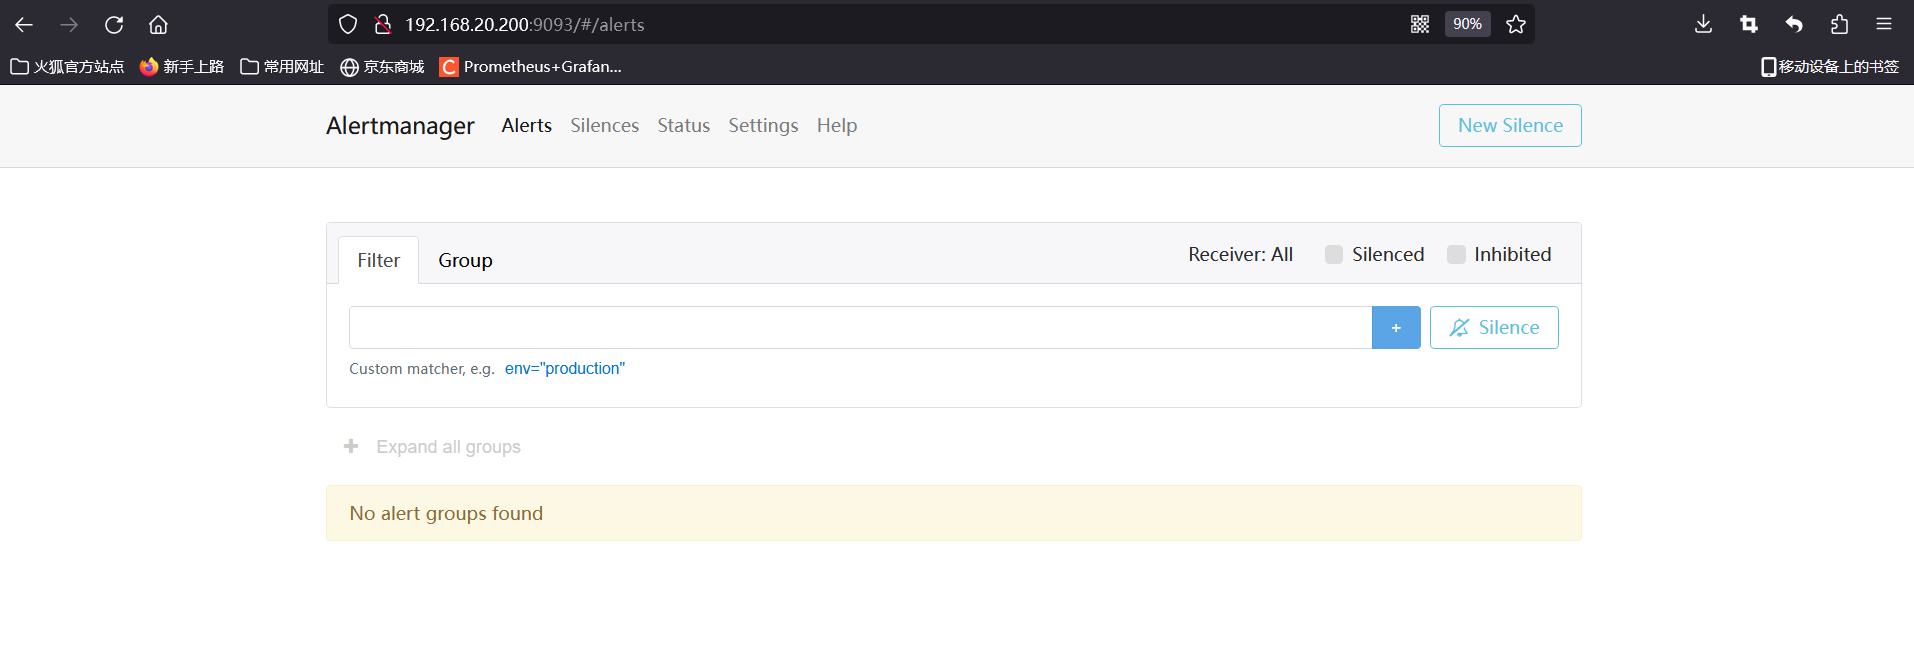 192.168.20.200:9093/#/alerts 90%
火狐官方站点 新手上路 常用网址 京东商城 C Prometheus+Grafan... 移动设备上的书签
Alertmanager Alerts Silences Status Settings Help New Silence
Filter Group Receiver: All Silenced Inhibited
+ Silence
Custom matcher, e.g. env="production"
+ Expand all groups
No alert groups found